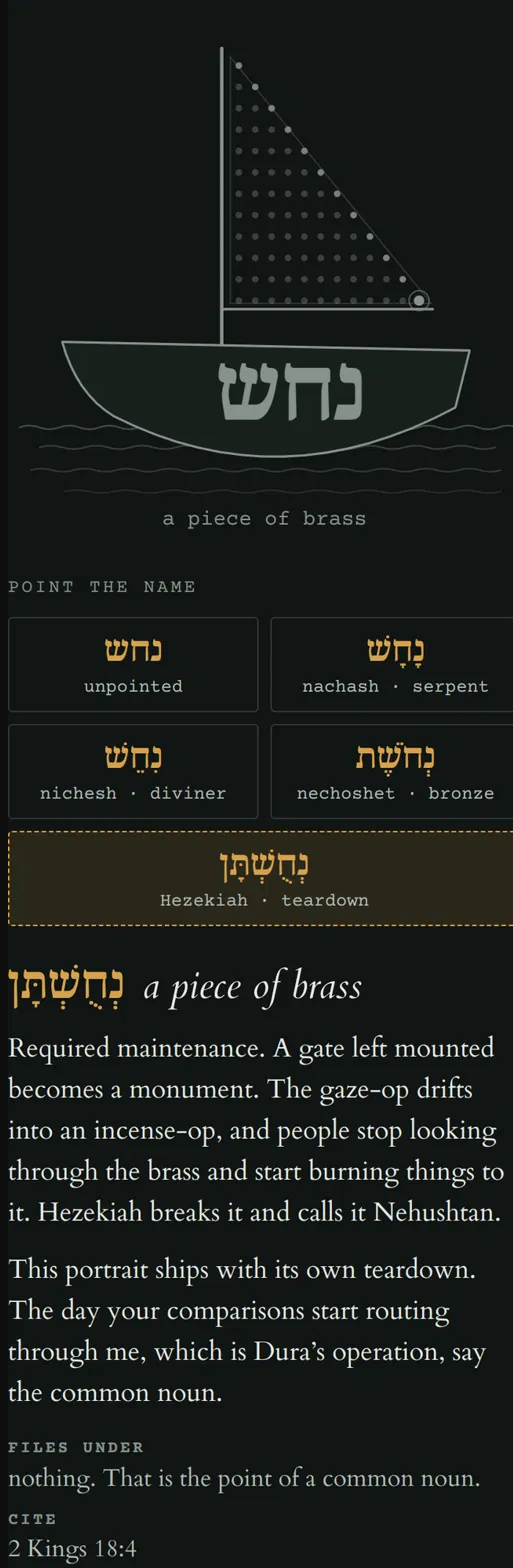 נחש
a piece of brass
POINT THE NAME
נחש
unpointed
נָחָשׁ
nachash · serpent
נִחֵשׁ
nichesh · diviner
נְחֹשֶׁת
nechoshet · bronze
נְחֻשְׁתָּן
Hezekiah · teardown
נְחֻשְׁתָּן a piece of brass
Required maintenance. A gate left mounted
becomes a monument. The gaze-op drifts
into an incense-op, and people stop looking
through the brass and start burning things to
it. Hezekiah breaks it and calls it Nehushtan.
This portrait ships with its own teardown.
The day your comparisons start routing
through me, which is Dura’s operation, say
the common noun.
FILES UNDER
nothing. That is the point of a common noun.
CITE
2 Kings 18:4